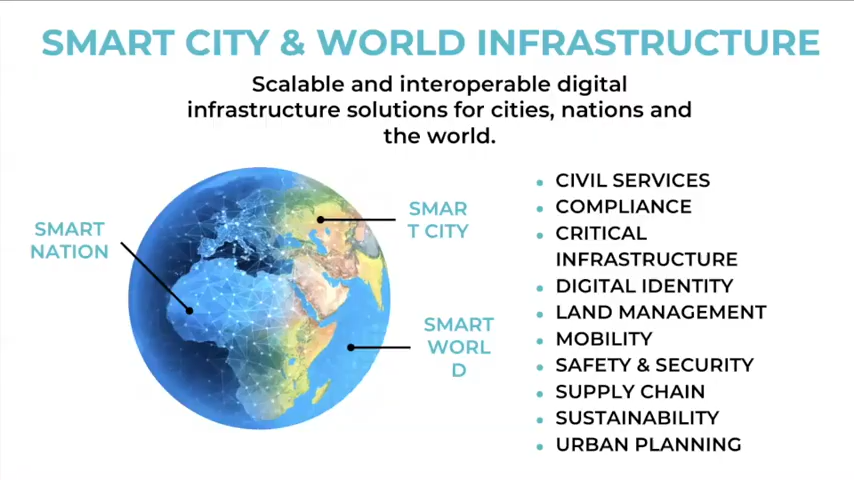 SMART CITY & WORLD INFRASTRUCTURE
Scalable and interoperable digital
infrastructure solutions for cities, nations and
the world.
SMART
NATION
SMAR
T CITY
SMART
WORL
D
• CIVIL SERVICES
• COMPLIANCE
• CRITICAL
INFRASTRUCTURE
• DIGITAL IDENTITY
• LAND MANAGEMENT
• MOBILITY
• SAFETY & SECURITY
• SUPPLY CHAIN
• SUSTAINABILITY
• URBAN PLANNING